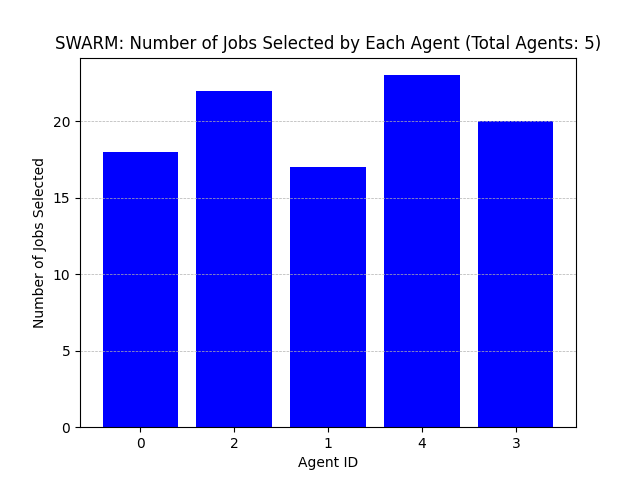 SWARM: Number of Jobs Selected by Each Agent (Total Agents: 5)
Number of Jobs Selected
20
15
10
5
0
0 2 1 4 3
Agent ID